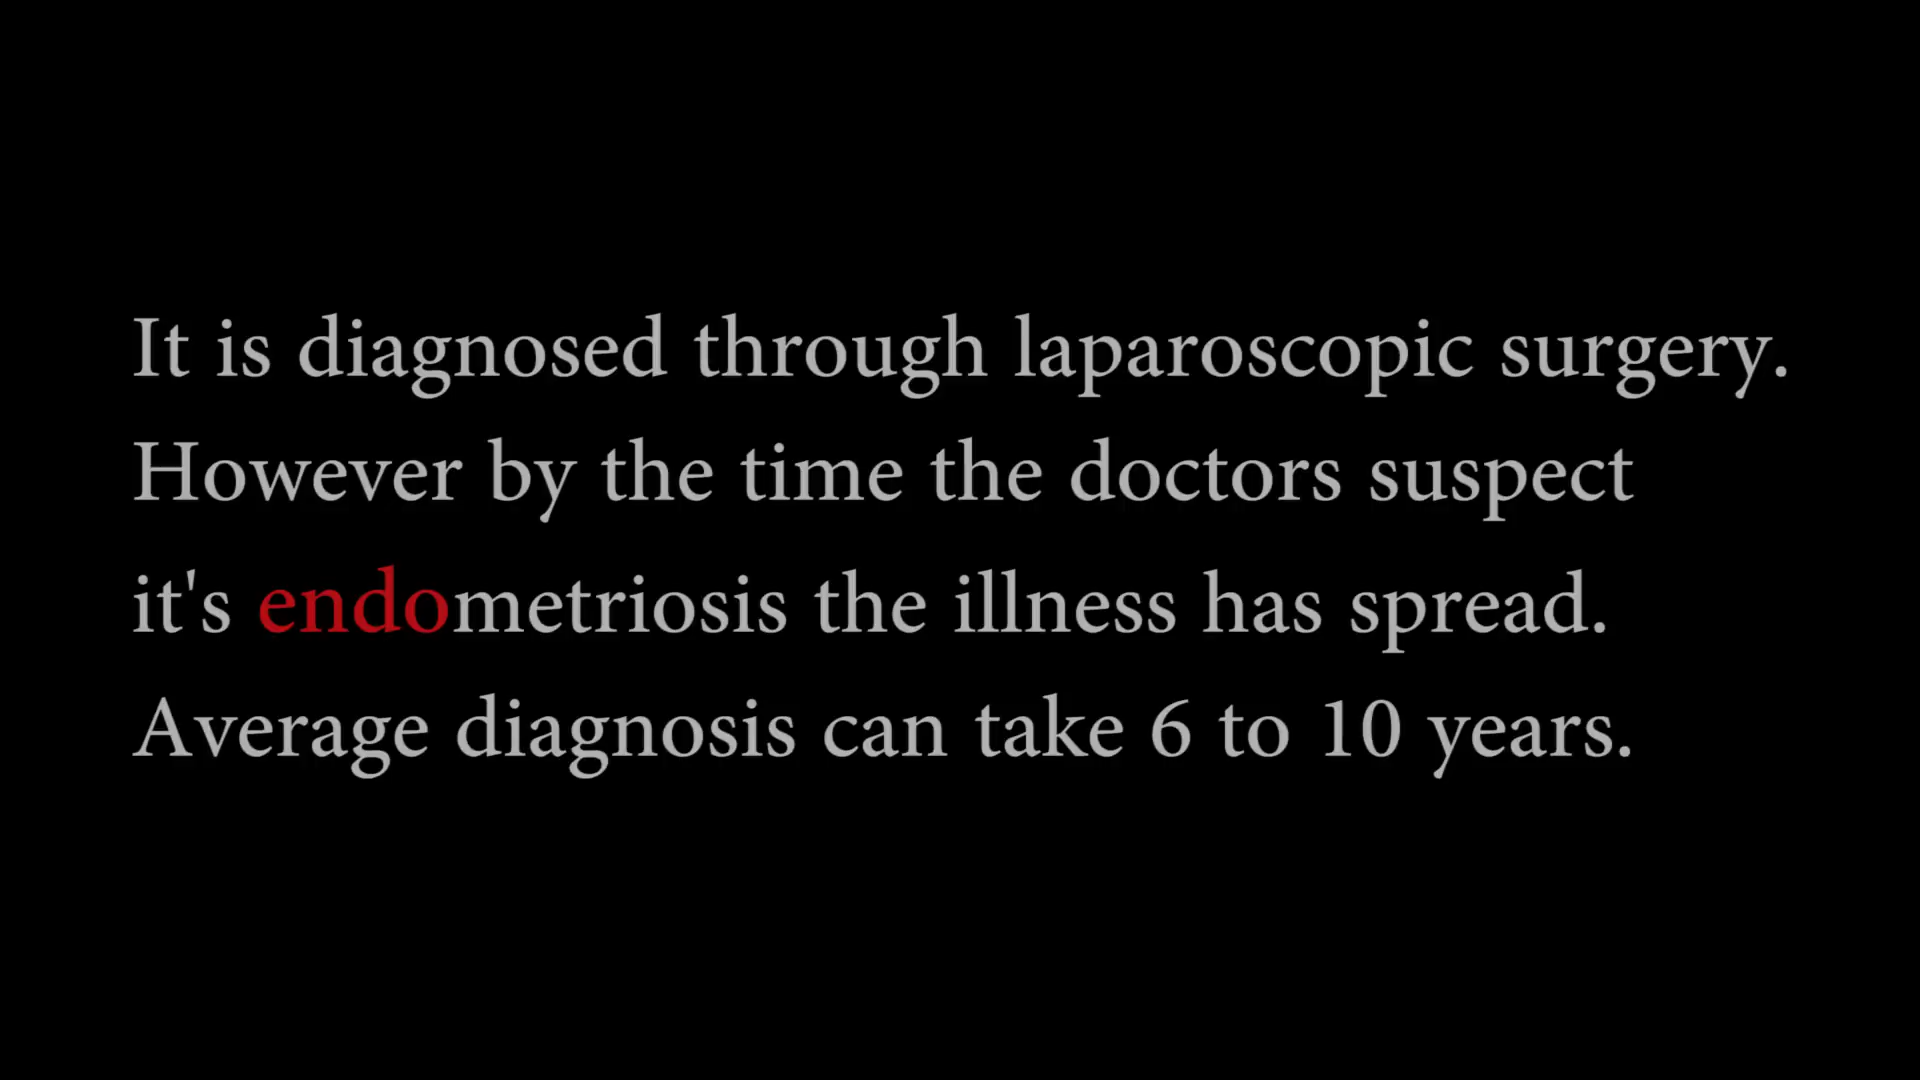 It is diagnosed through laparoscopic surgery.
However by the time the doctors suspect
it's endometriosis the illness has spread.
Average diagnosis can take 6 to 10 years.